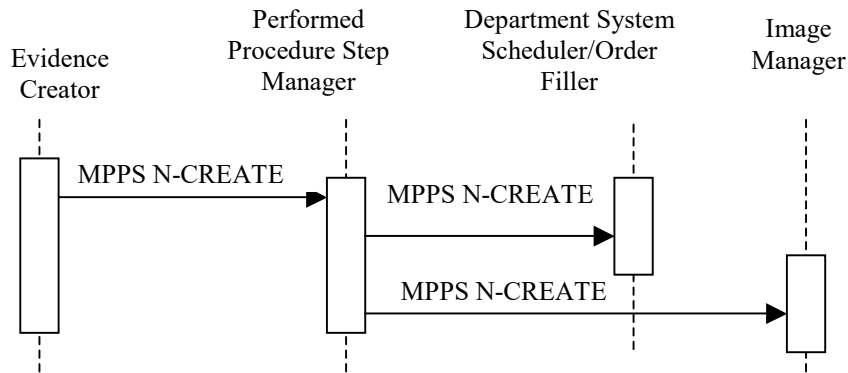 Evidence
Creator
Performed
Procedure Step
Manager
Department System
Scheduler/Order
Filler
Image
Manager
MPPS N-CREATE
MPPS N-CREATE
MPPS N-CREATE